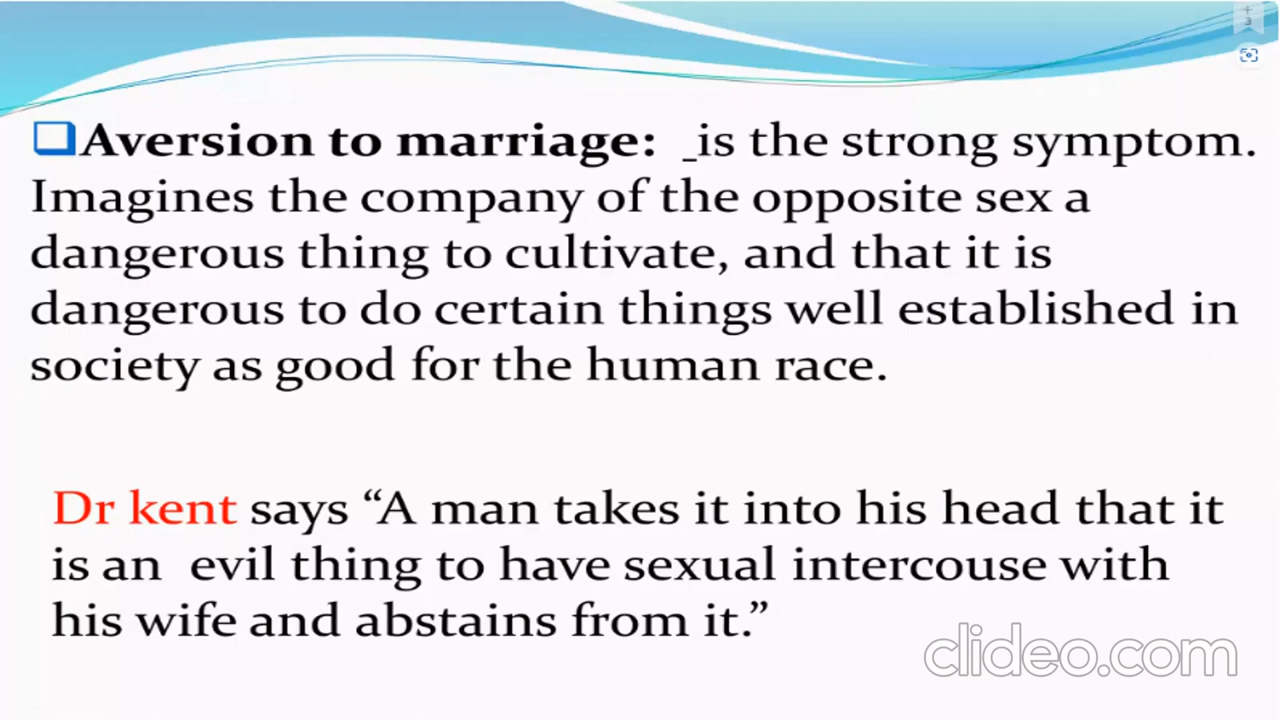 Aversion to marriage: _is the strong symptom.
Imagines the company of the opposite sex a
dangerous thing to cultivate, and that it is
dangerous to do certain things well established in
society as good for the human race.
Dr kent says “A man takes it into his head that it
is an evil thing to have sexual intercouse with
his wife and abstains from it.”
clideo.com